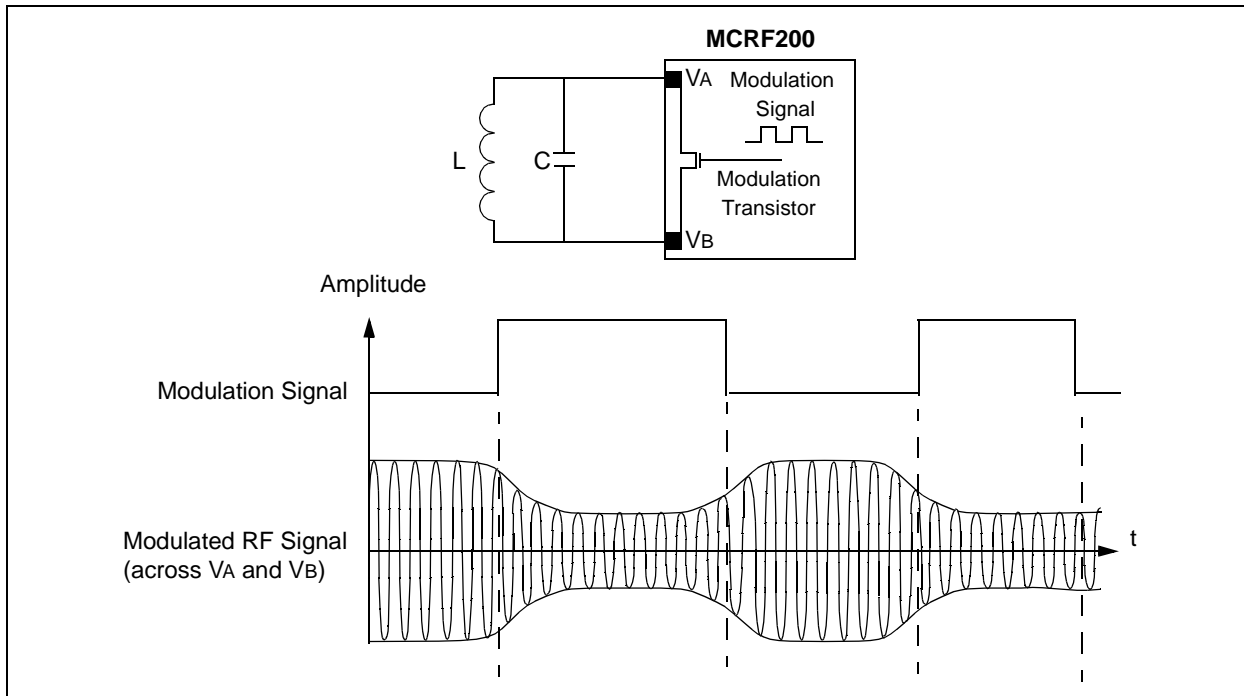 MCRF200
VA
Modulation
Signal
L
C
Modulation
Transistor
VB
Amplitude
Modulation Signal
Modulated RF Signal
(across VA and VB)
t